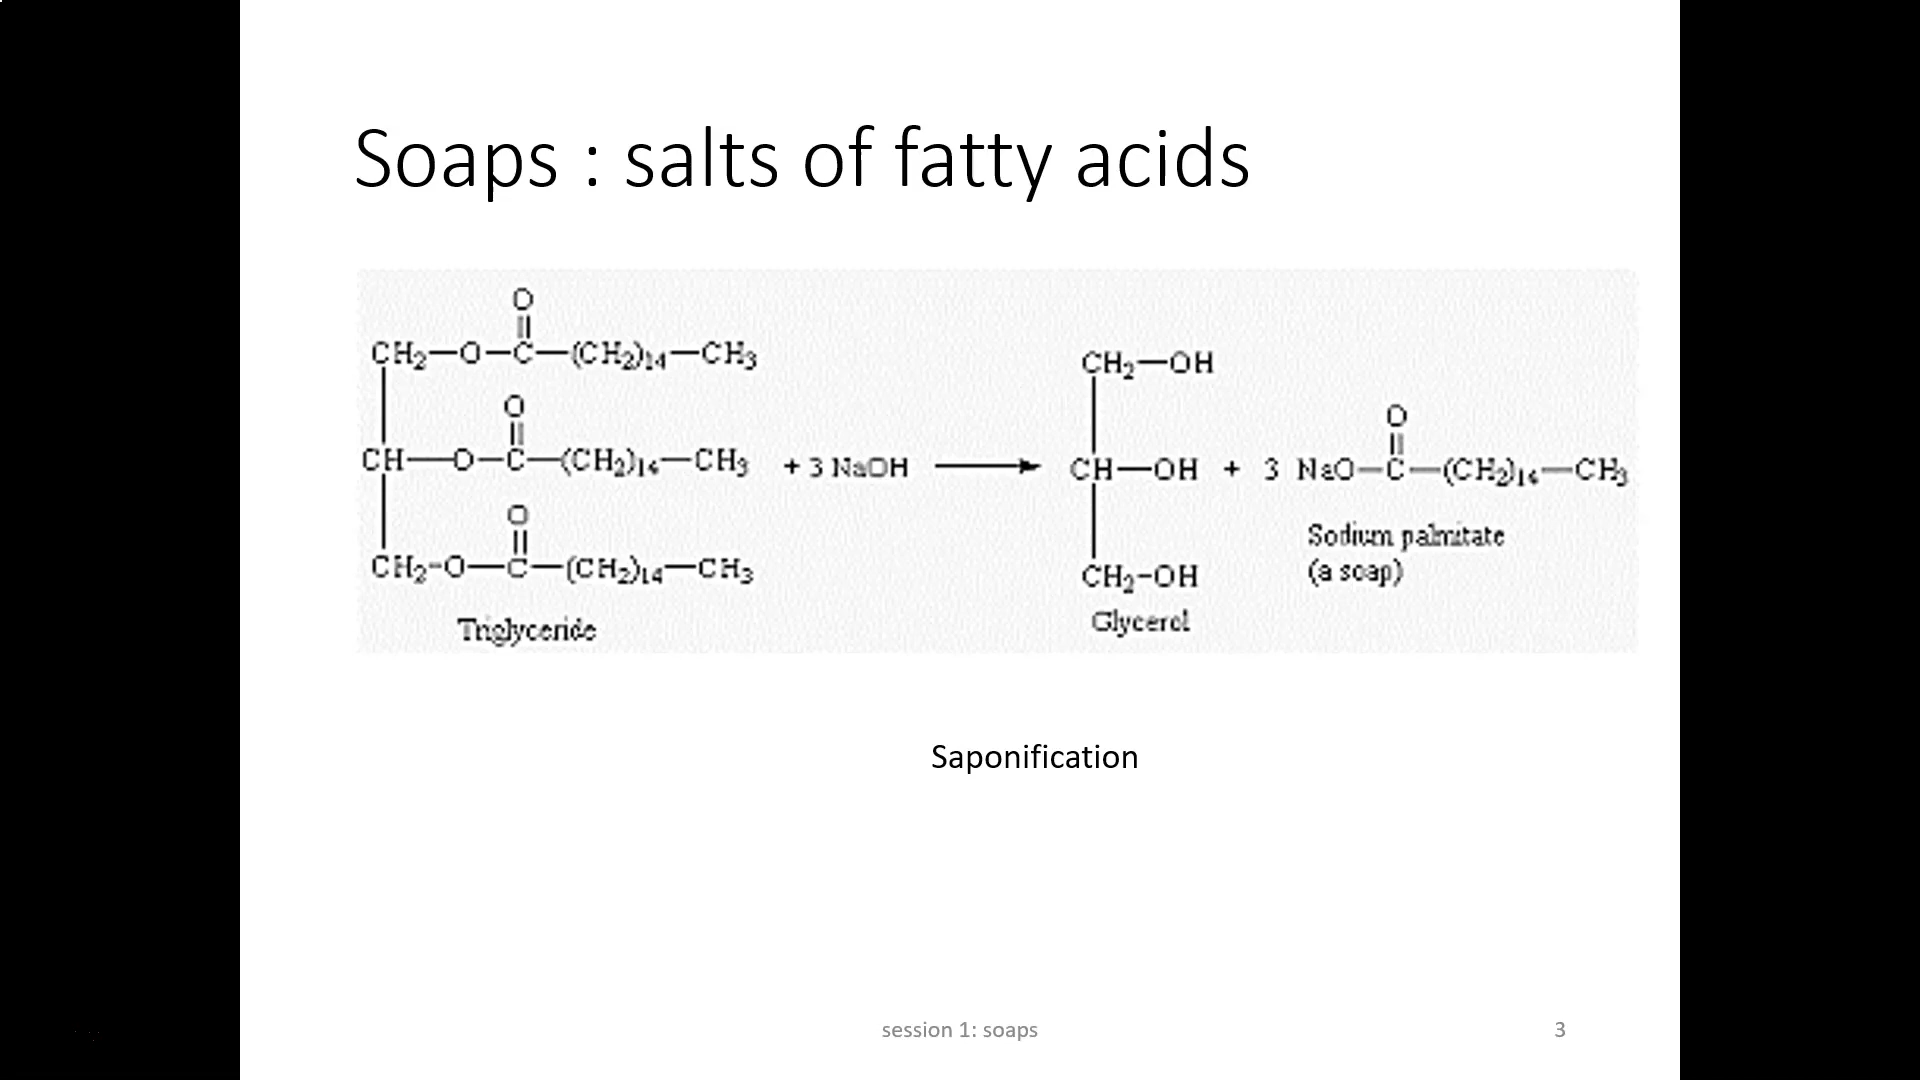 Soaps : salts of fatty acids
O
CH2—O—C—(CH2)14—CH3
O
CH—O—C—(CH2)14—CH3 + 3 NaOH
O
CH2-O—C—(CH2)14—CH3
Triglyceride
CH2—OH
O
CH—OH + 3 NaO—C—(CH2)14—CH3
Sodium palmitate
(a soap)
CH2-OH
Glycerol
Saponification
session 1: soaps
3